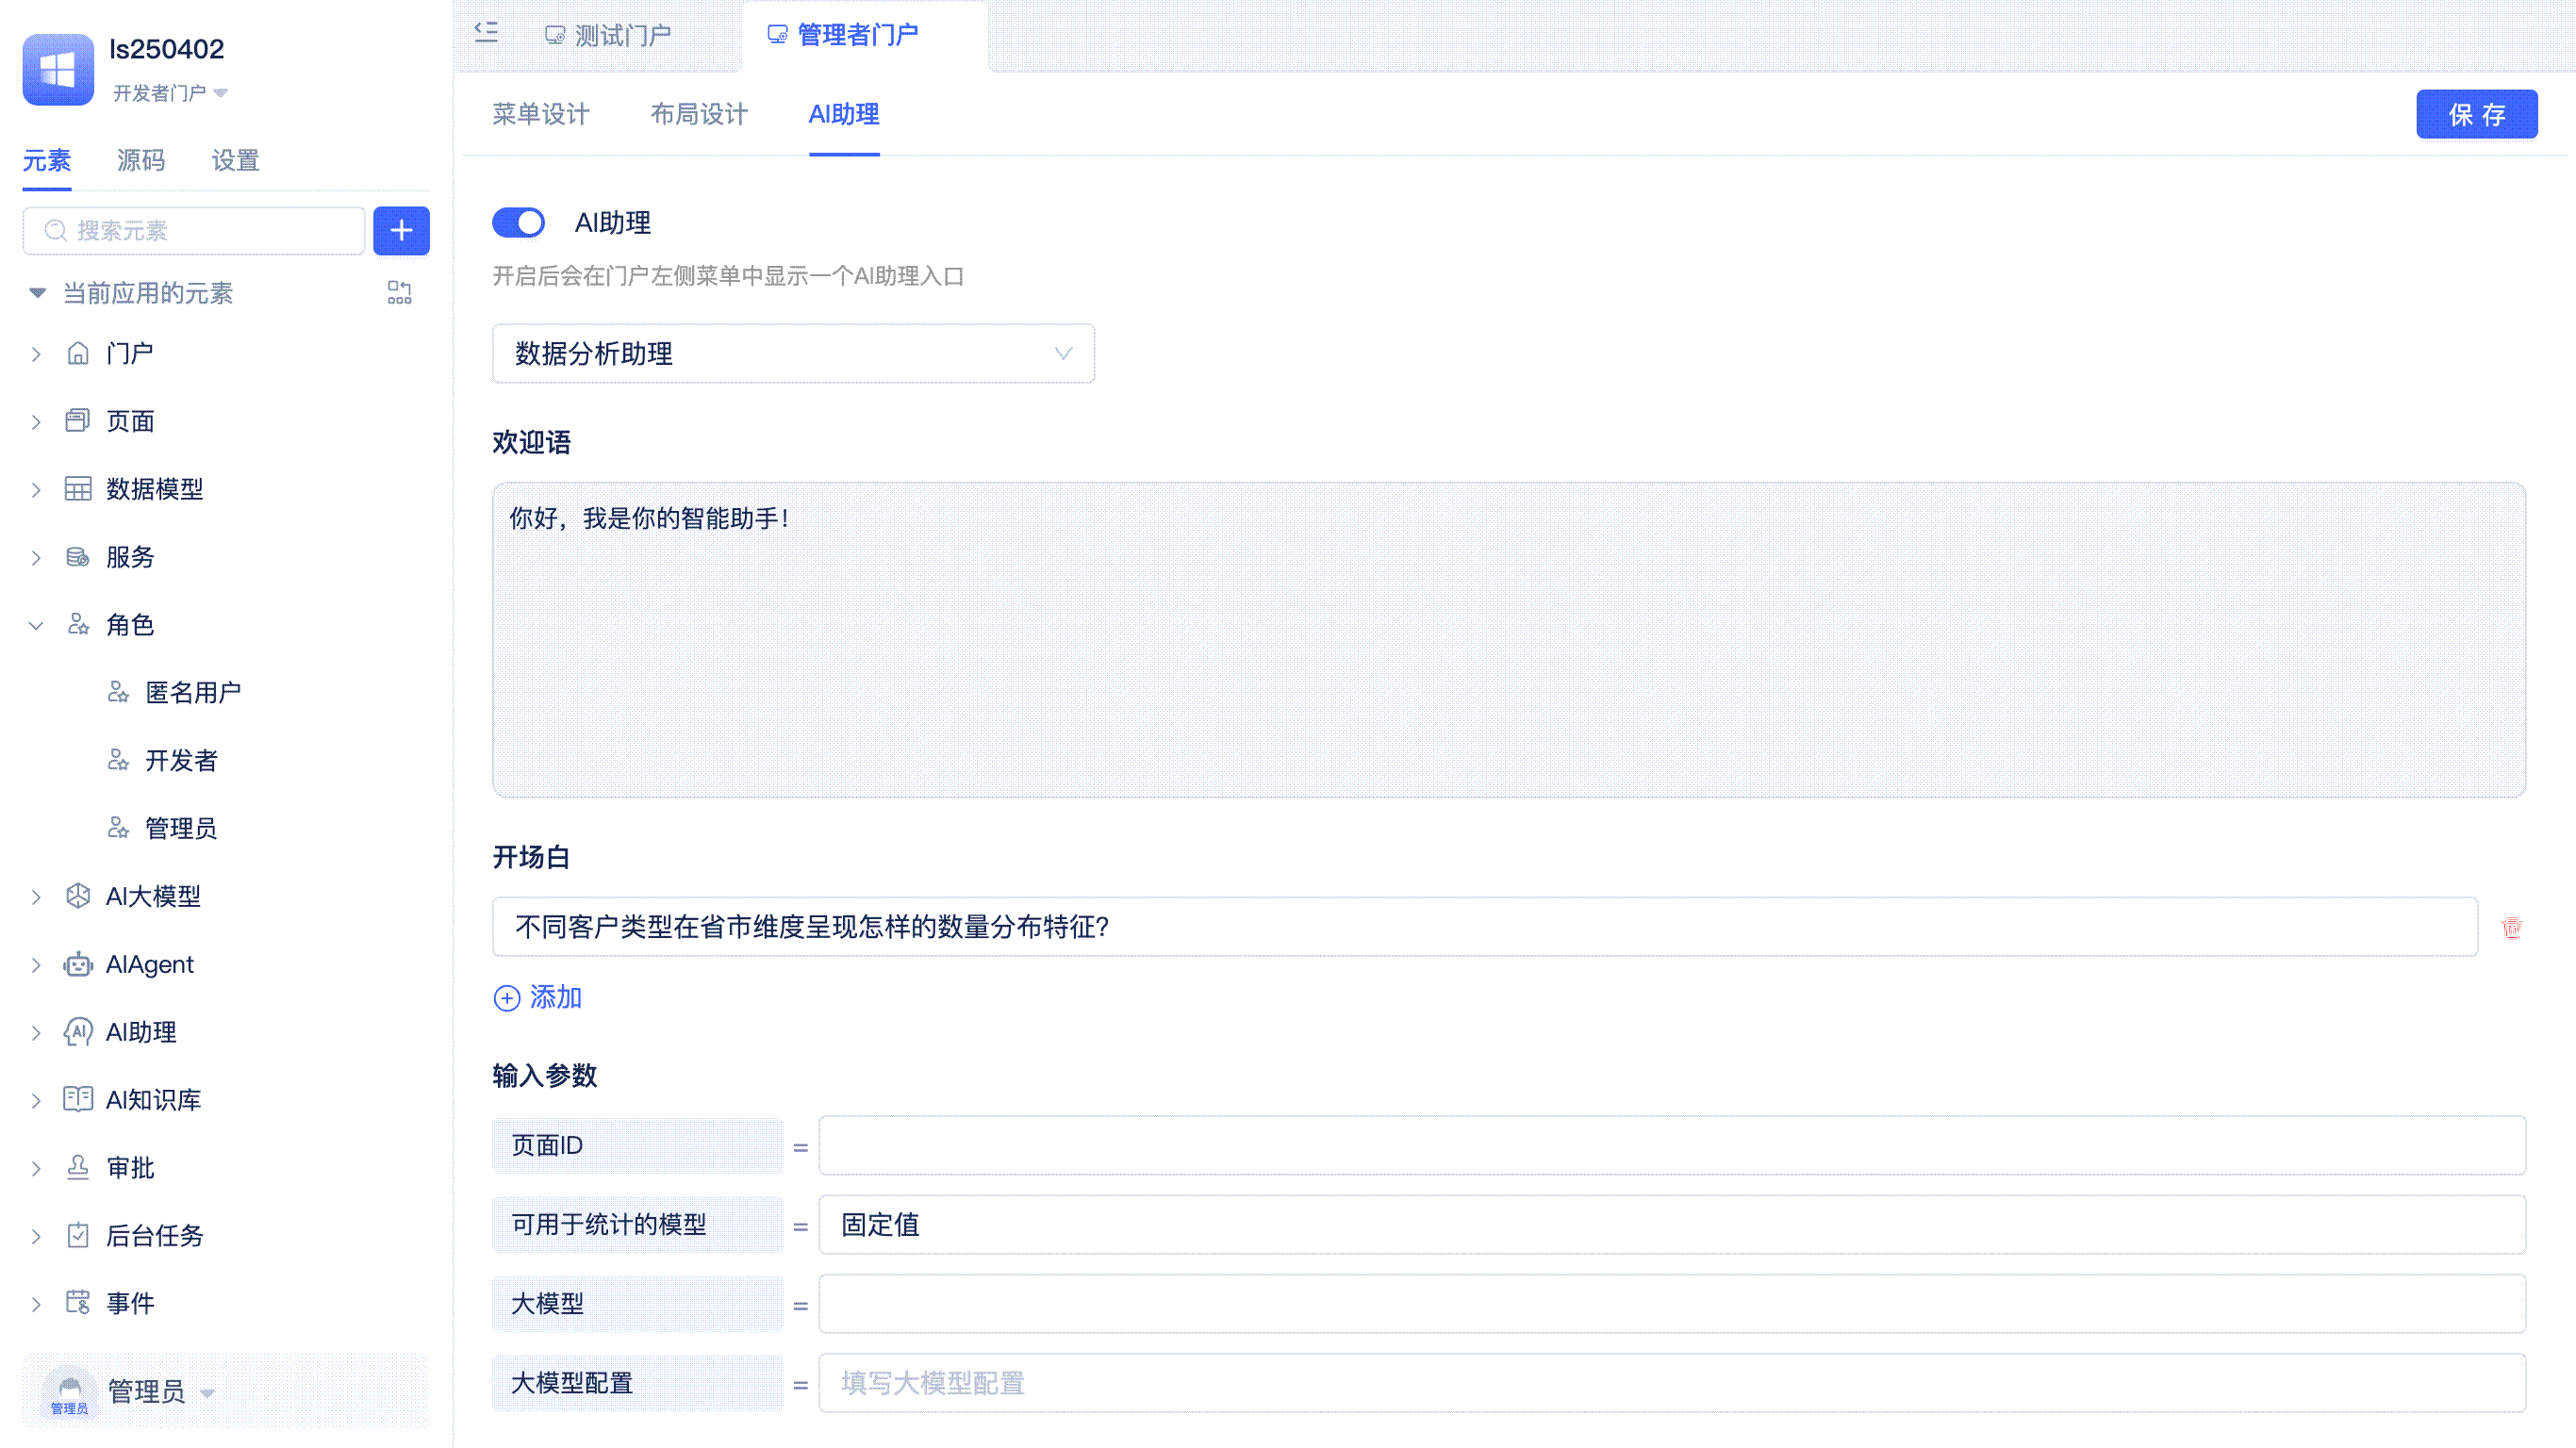 ls250402
开发者门户
元素
源码
设置
搜索元素
当前应用的元素
门户
页面
数据模型
服务
角色
匿名用户
开发者
管理员
AI大模型
AIAgent
AI助理
AI知识库
审批
后台任务
事件
管理员
管理员
测试门户
管理者门户
菜单设计
布局设计
AI助理
保 存
AI助理
开启后会在门户左侧菜单中显示一个AI助理入口
数据分析助理
欢迎语
你好，我是你的智能助手！
开场白
不同客户类型在省市维度呈现怎样的数量分布特征？
添加
输入参数
页面ID =
可用于统计的模型 = 固定值
大模型 =
大模型配置 = 填写大模型配置